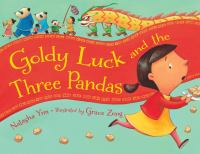 Goldy Luck and the
Three Pandas
Natasha Yim • Illustrated by Grace Zong